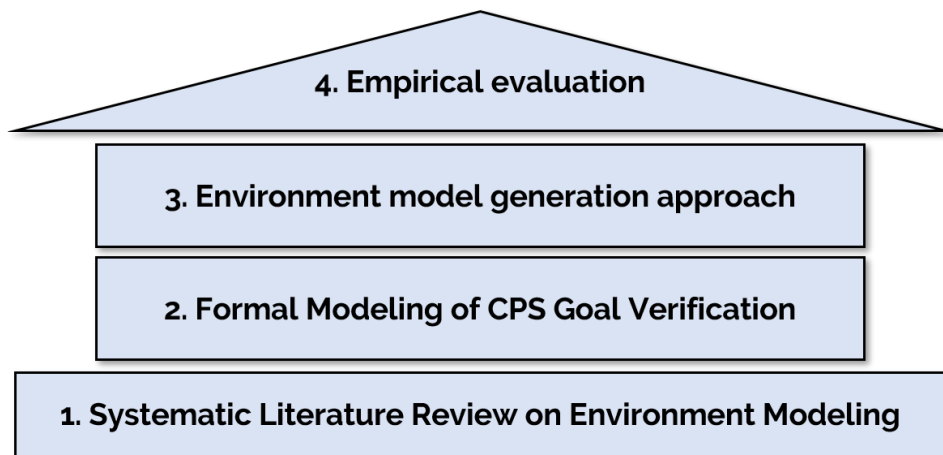 4. Empirical evaluation
3. Environment model generation approach
2. Formal Modeling of CPS Goal Verification
1. Systematic Literature Review on Environment Modeling